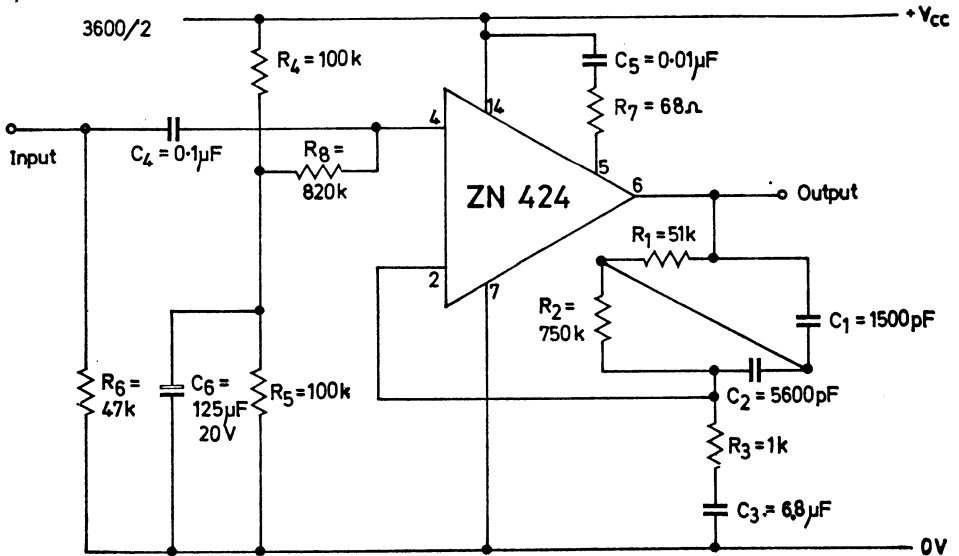 3600/2
+Vcc
R4 = 100k
C5 = 0.01µF
R7 = 68Ω
4
14
5
Input
C4 = 0.1µF
R8 =
820k
ZN 424
6
Output
R1 = 51k
2
7
R2 =
750k
C1 = 1500pF
C2 = 5600pF
R6 =
47k
C6 =
125µF
20V
R5 = 100k
R3 = 1k
C3 = 6.8µF
0V